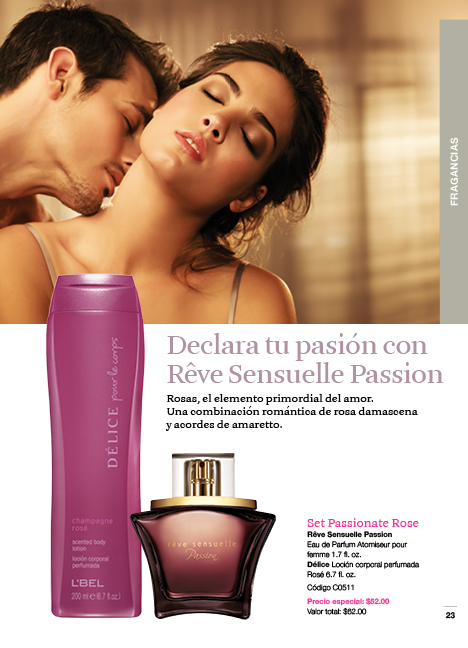 FRAGANCIAS
Declara tu pasión con
Rêve Sensuelle Passion
Rosas, el elemento primordial del amor.
Una combinación romántica de rosa damascena
y acordes de amaretto.
DÉLICE pour le corps
champagne
rosé
scented body
lotion
loción corporal
perfumada
L'BEL
200 ml e (6.7 fl. oz.)
rêve sensuelle
Passion
Set Passionate Rose
Rêve Sensuelle Passion
Eau de Parfum Atomiseur pour
femme 1.7 fl. oz.
Délice Loción corporal perfumada
Rosé 6.7 fl. oz.
Código C0511
Precio especial: $52.00
Valor total: $62.00
23